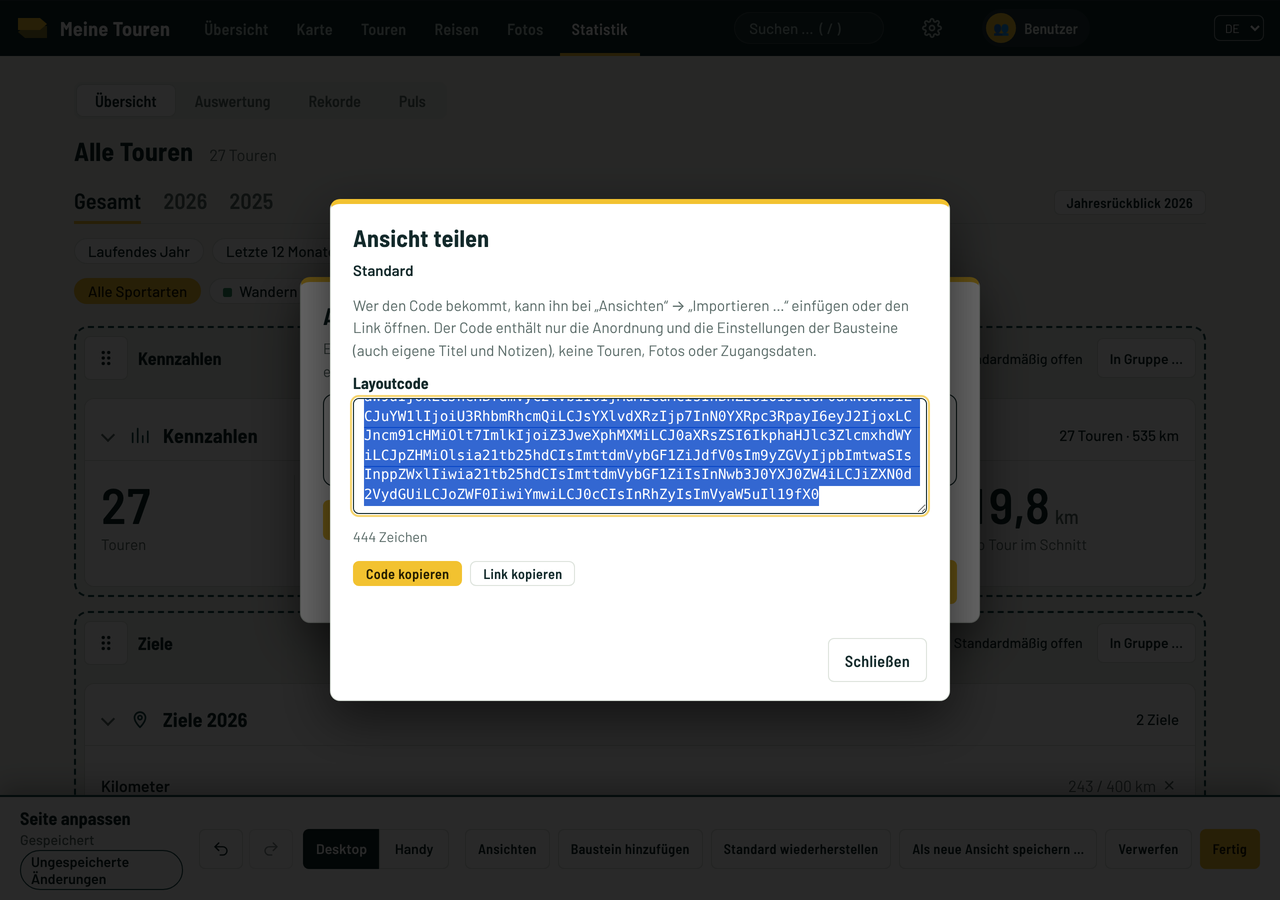 Meine Touren Übersicht Karte Touren Reisen Fotos Statistik Suchen … ( / ) Benutzer DE
Übersicht Auswertung Rekorde Puls
Alle Touren 27 Touren
Gesamt 2026 2025
Jahresrückblick 2026
Laufendes Jahr Letzte 12 Monate
Alle Sportarten Wandern
Ansicht teilen
Standard
Wer den Code bekommt, kann ihn bei „Ansichten“ → „Importieren …“ einfügen oder den
Link öffnen. Der Code enthält nur die Anordnung und die Einstellungen der Bausteine
(auch eigene Titel und Notizen), keine Touren, Fotos oder Zugangsdaten.
Layoutcode
CJuYW1lIjoiU3RhbmRhcmQiLCJsYXlvdXRzIjp7InN0YXRpc3RpayI6eyJ2IjoxLC
Jncm91cHMiOlt7ImlkIjoiZ3JweXphMXMiLCJ0aXRsZSI6IkphaHJlc3ZlcmxhdWY
iLCJpZHMiOlsia21tb25hdCIsImttdmVybGF1ZiJdfV0sIm9yZGVyIjpbImtwaSIs
InppZWxlIiwia21tb25hdCIsImttdmVybGF1ZiIsInNwb3J0YXJ0ZW4iLCJiZXN0d
2VydGUiLCJoZWF0IiwiYmwiLCJ0cCIsInRhZyIsImVyaW5uIl19fX0
444 Zeichen
Code kopieren Link kopieren
Schließen
Kennzahlen
dardmäßig offen In Gruppe …
Kennzahlen
27 Touren · 535 km
27
Touren
19,8 km
Tour im Schnitt
Ziele
Standardmäßig offen In Gruppe …
Ziele 2026
2 Ziele
Kilometer
243 / 400 km ×
Seite anpassen
Gespeichert
Ungespeicherte
Änderungen
Desktop Handy Ansichten Baustein hinzufügen Standard wiederherstellen Als neue Ansicht speichern … Verwerfen Fertig